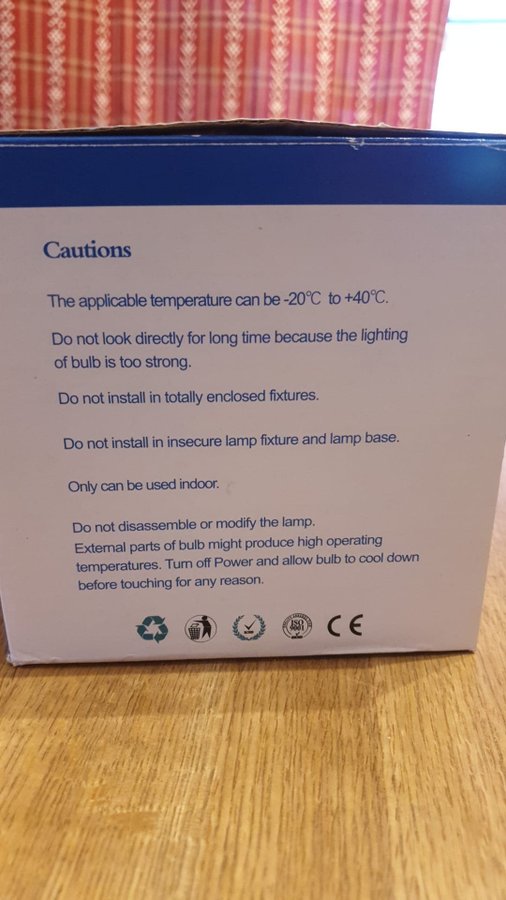 Cautions
The applicable temperature can be -20℃ to +40℃.
Do not look directly for long time because the lighting
of bulb is too strong.
Do not install in totally enclosed fixtures.
Do not install in insecure lamp fixture and lamp base.
Only can be used indoor.
Do not disassemble or modify the lamp.
External parts of bulb might produce high operating
temperatures. Turn off Power and allow bulb to cool down
before touching for any reason.
ISO
9001
CE